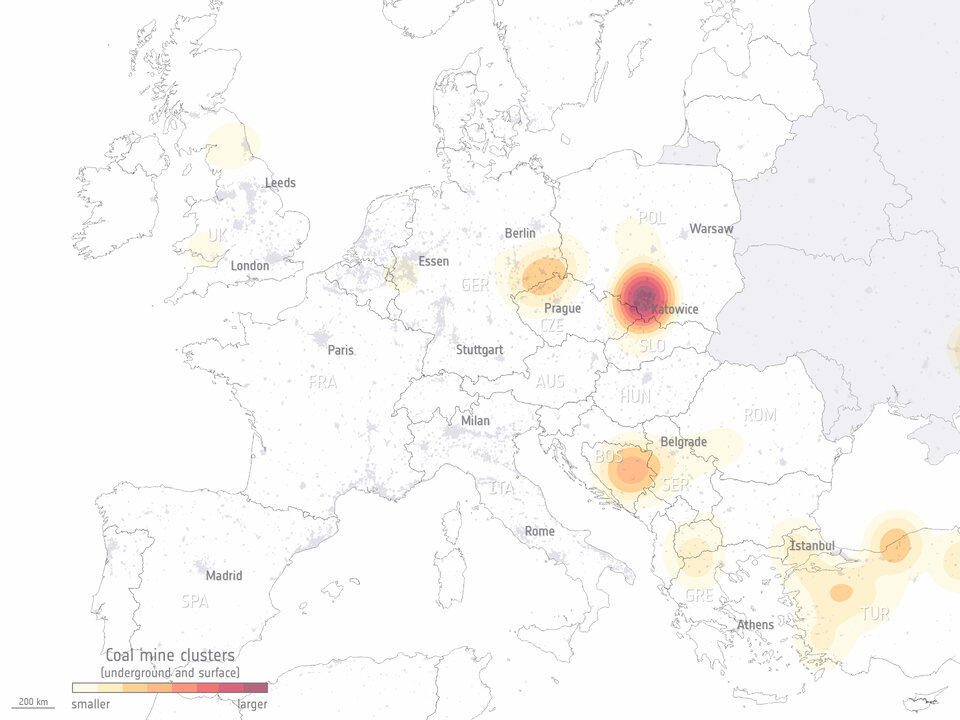 Leeds
UK
London
Berlin
POL
Warsaw
Essen
GER
Prague
CZE
Katowice
SLO
Paris
Stuttgart
FRA
AUS
HUN
ROM
Milan
Belgrade
BOS
SER
ITA
Rome
Istanbul
Madrid
SPA
GRE
TUR
Athens
Coal mine clusters
(underground and surface)
200 km
smaller larger